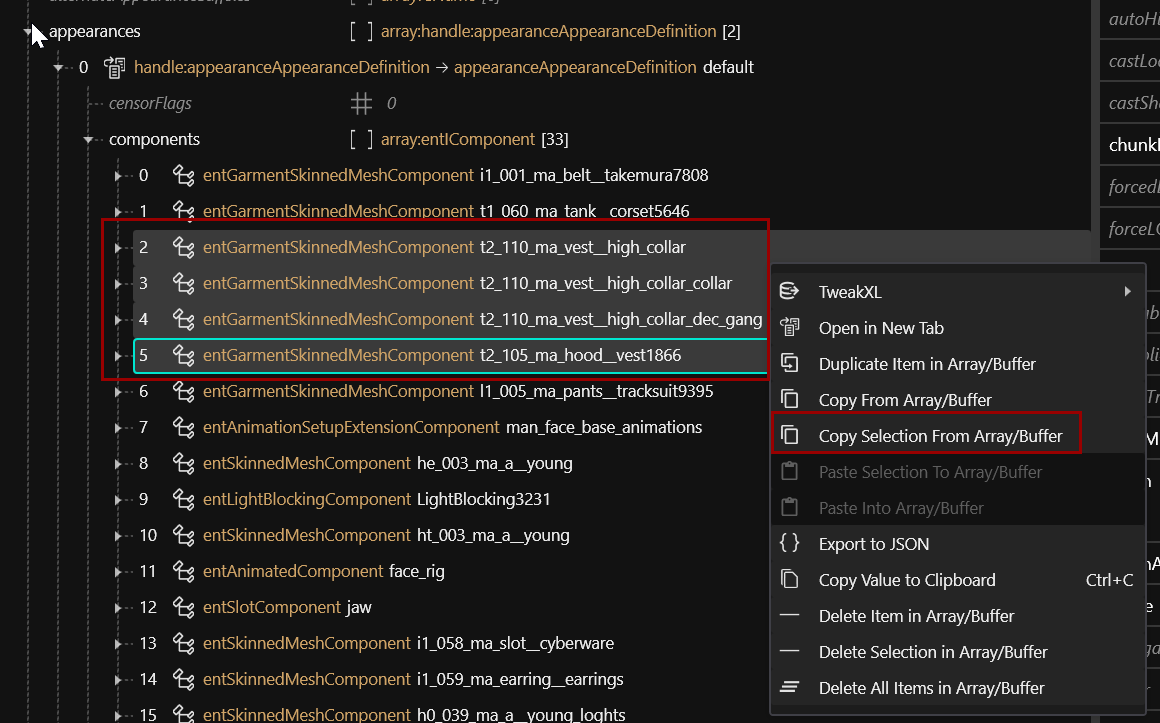 appearances [ ] array:handle:appearanceAppearanceDefinition [2]
0 handle:appearanceAppearanceDefinition → appearanceAppearanceDefinition default
censorFlags 0
components [ ] array:entIComponent [33]
0 entGarmentSkinnedMeshComponent i1_001_ma_belt__takemura7808
1 entGarmentSkinnedMeshComponent t1_060_ma_tank__corset5646
2 entGarmentSkinnedMeshComponent t2_110_ma_vest__high_collar
3 entGarmentSkinnedMeshComponent t2_110_ma_vest__high_collar_collar
4 entGarmentSkinnedMeshComponent t2_110_ma_vest__high_collar_dec_gang
5 entGarmentSkinnedMeshComponent t2_105_ma_hood__vest1866
6 entGarmentSkinnedMeshComponent l1_005_ma_pants__tracksuit9395
7 entAnimationSetupExtensionComponent man_face_base_animations
8 entSkinnedMeshComponent he_003_ma_a__young
9 entLightBlockingComponent LightBlocking3231
10 entSkinnedMeshComponent ht_003_ma_a__young
11 entAnimatedComponent face_rig
12 entSlotComponent jaw
13 entSkinnedMeshComponent i1_058_ma_slot__cyberware
14 entSkinnedMeshComponent i1_059_ma_earring__earrings
15 entSkinnedMeshComponent h0_039_ma_a__young_loghts
TweakXL
Open in New Tab
Duplicate Item in Array/Buffer
Copy From Array/Buffer
Copy Selection From Array/Buffer
Paste Selection To Array/Buffer
Paste Into Array/Buffer
Export to JSON
Copy Value to Clipboard Ctrl+C
Delete Item in Array/Buffer
Delete Selection in Array/Buffer
Delete All Items in Array/Buffer
autoHi
castLo
castSh
chunkI
forcedL
forceLO